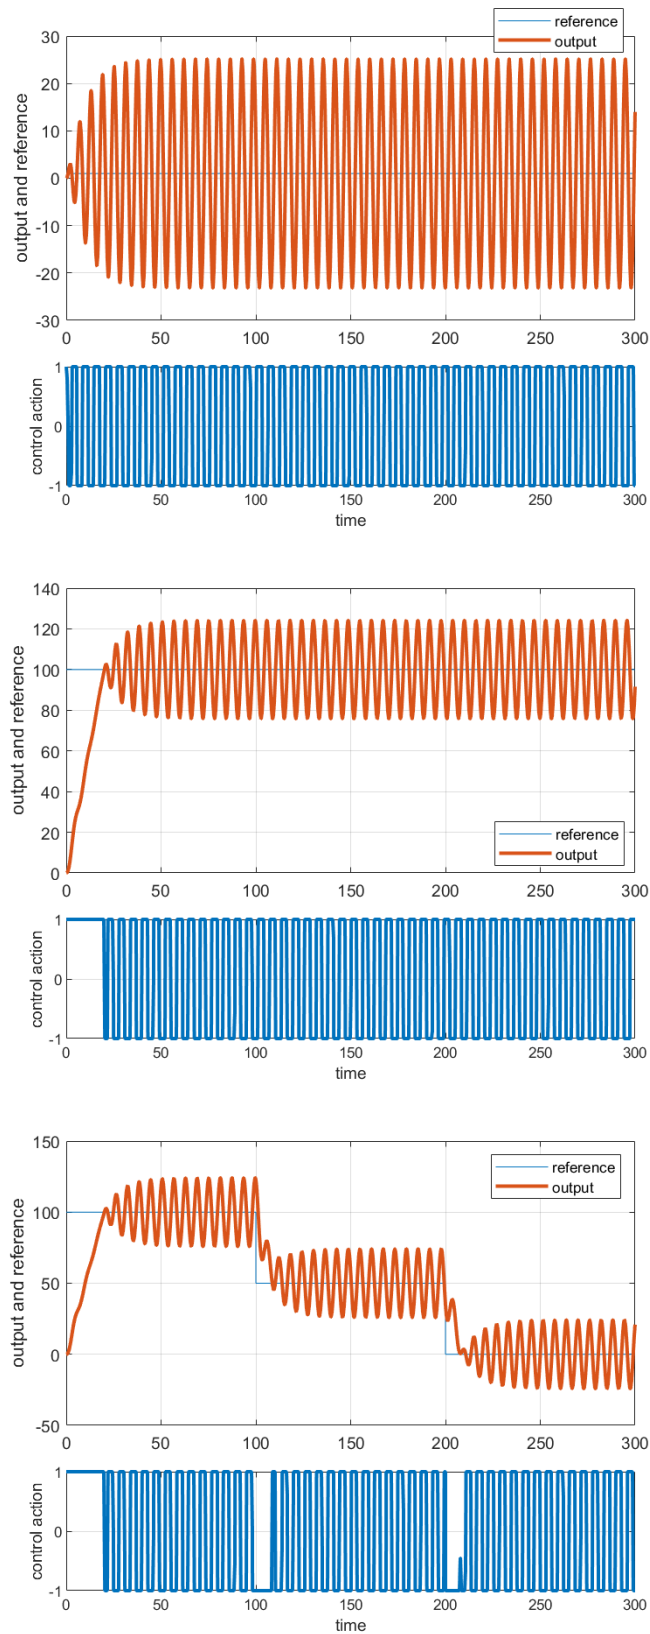 reference
output
30
20
10
0
-10
-20
-30
output and reference
0 50 100 150 200 250 300
1
0
-1
control action
0 50 100 150 200 250 300
time
140
120
100
80
60
40
20
0
output and reference
reference
output
0 50 100 150 200 250 300
1
0
-1
control action
0 50 100 150 200 250 300
time
150
100
50
0
-50
output and reference
reference
output
0 50 100 150 200 250 300
1
0
-1
control action
0 50 100 150 200 250 300
time